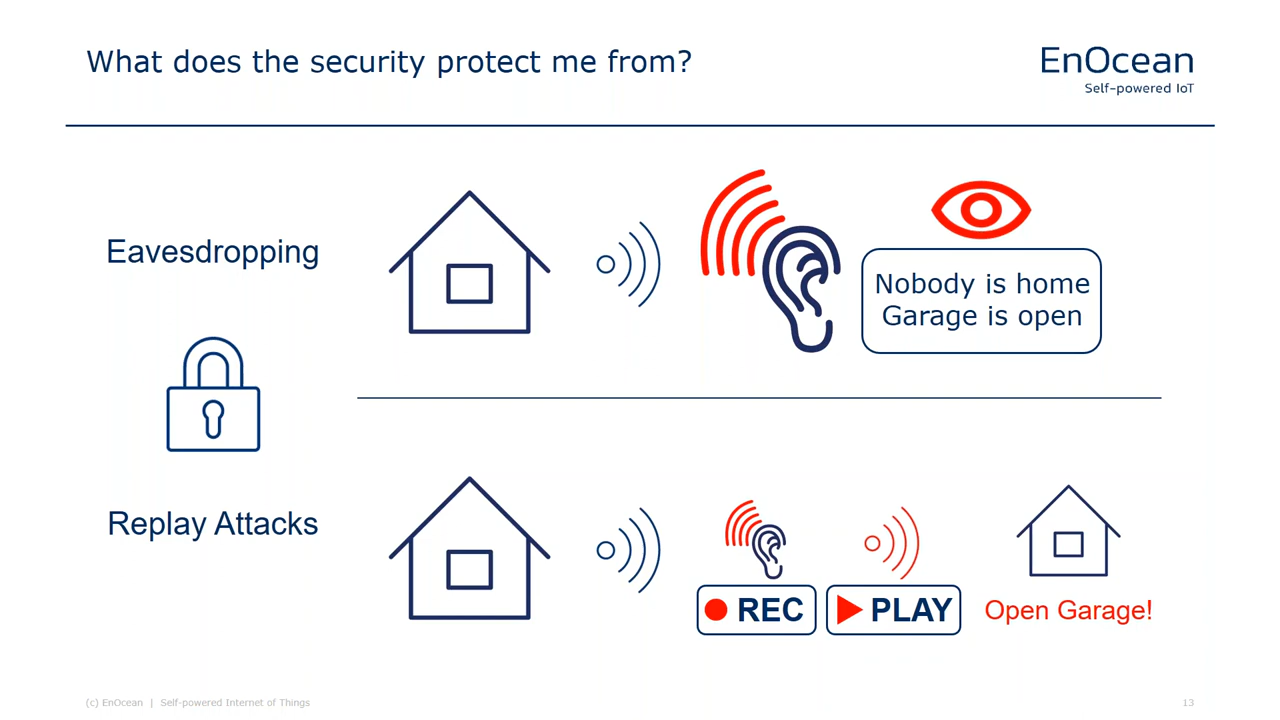 What does the security protect me from?
EnOcean
Self-powered IoT
Eavesdropping
Nobody is home
Garage is open
Replay Attacks
REC
PLAY
Open Garage!
(c) EnOcean | Self-powered Internet of Things
13